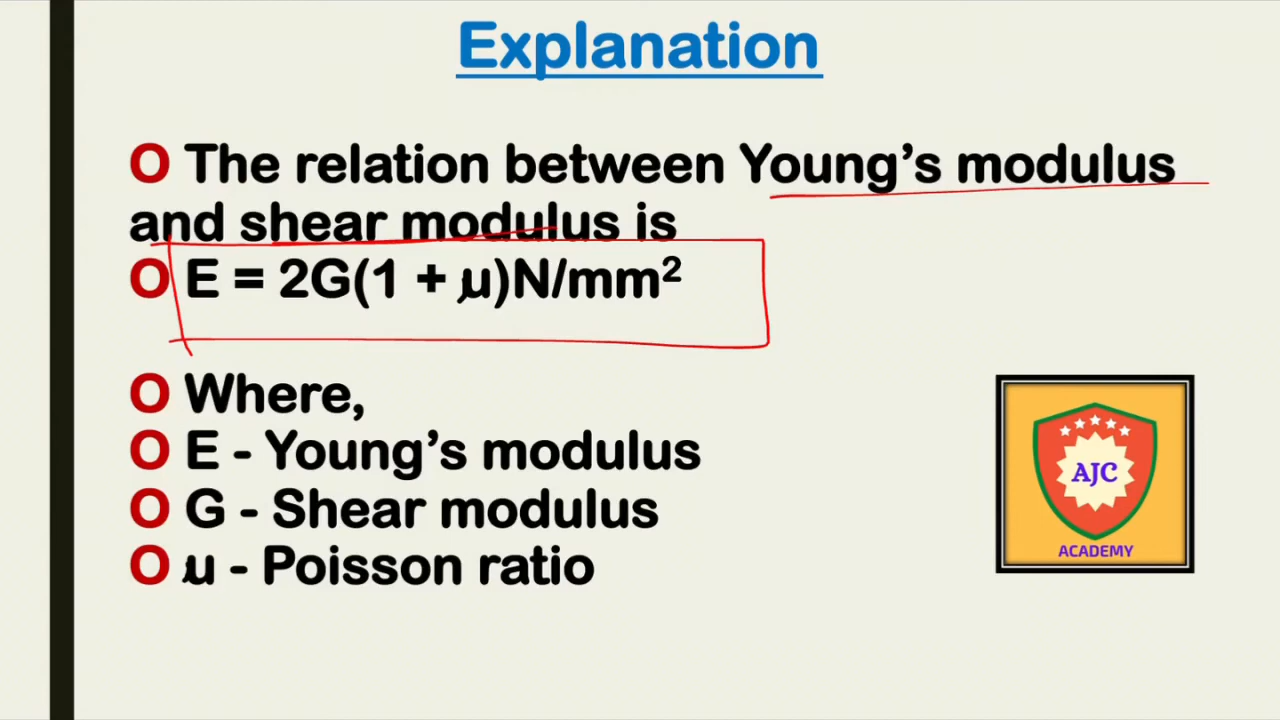 Explanation
O The relation between Young's modulus
and shear modulus is
O E = 2G(1 + µ)N/mm²
O Where,
O E - Young's modulus
O G - Shear modulus
O µ - Poisson ratio
AJC
ACADEMY